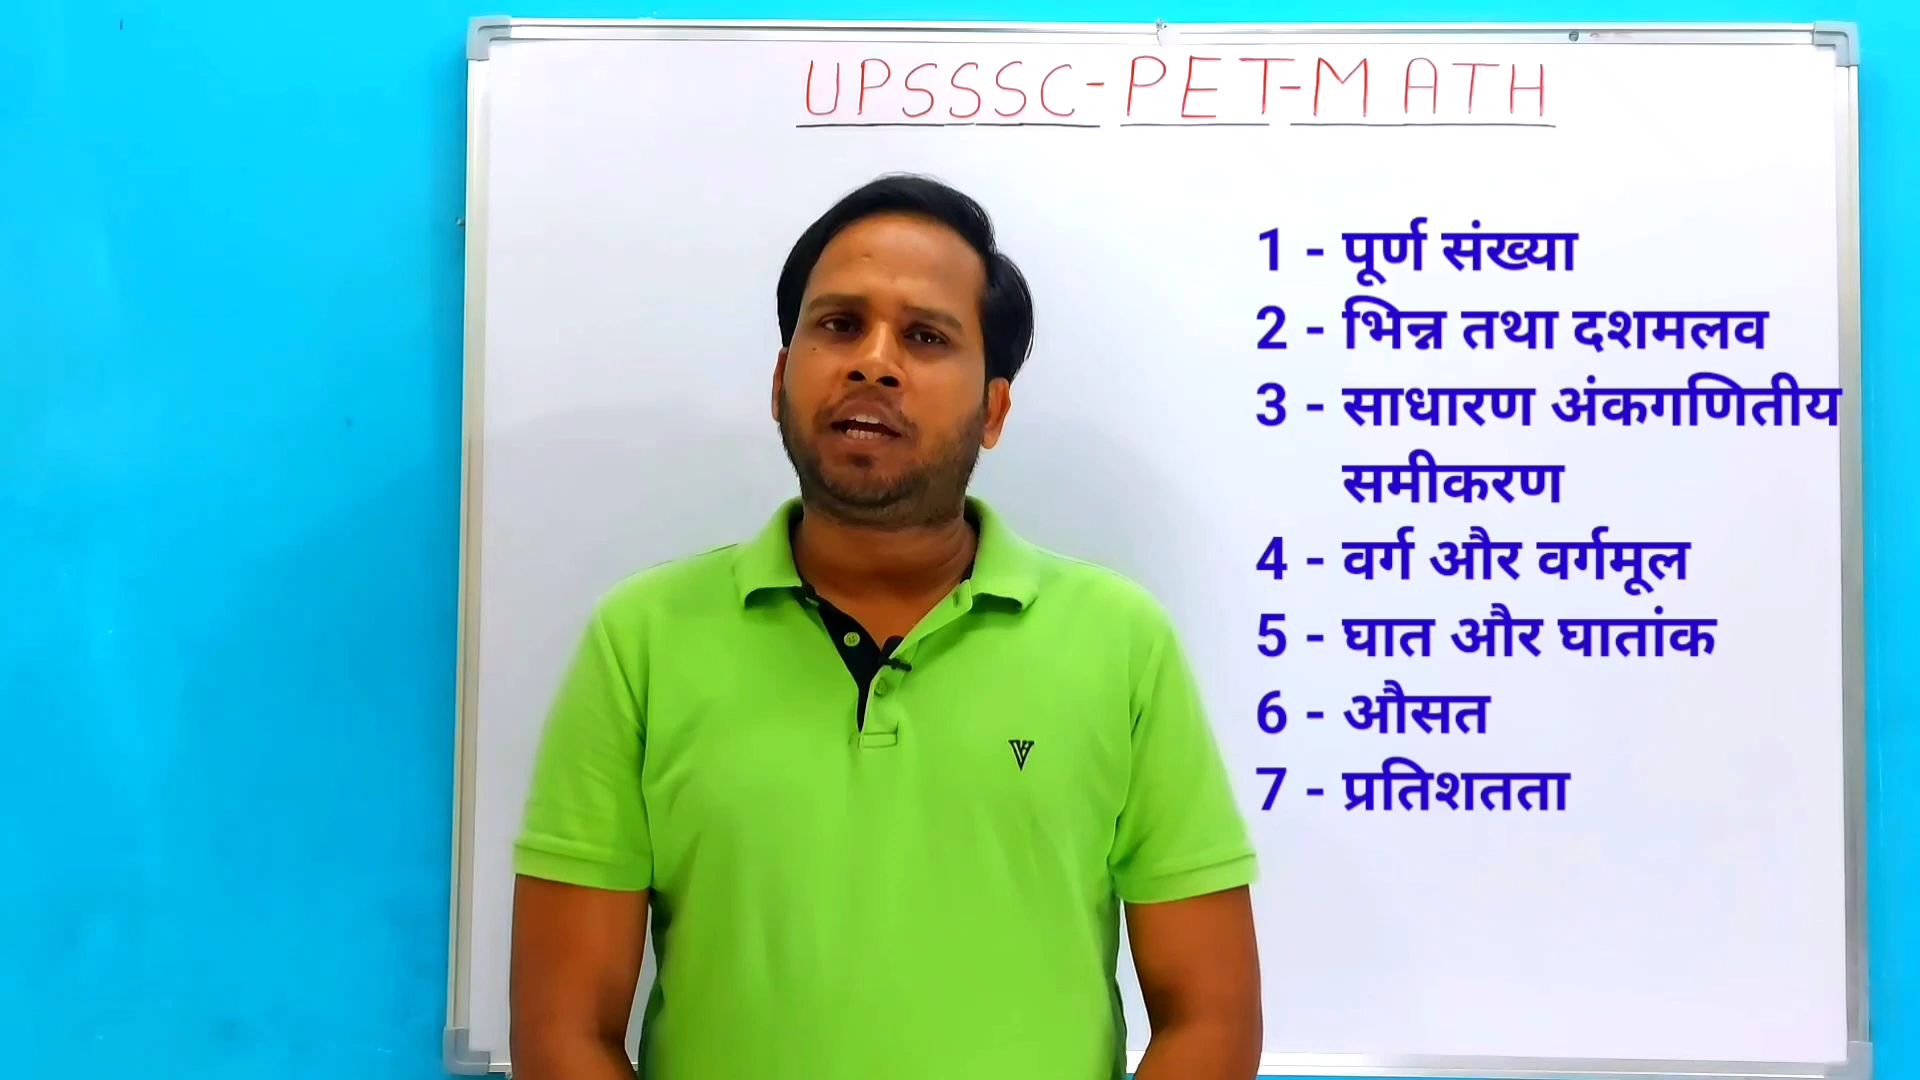 UPSSSC-PET-MATH
1 - पूर्ण संख्या
2 - भिन्न तथा दशमलव
3 - साधारण अंकगणितीय
समीकरण
4 - वर्ग और वर्गमूल
5 - घात और घातांक
6 - औसत
7 - प्रतिशतता